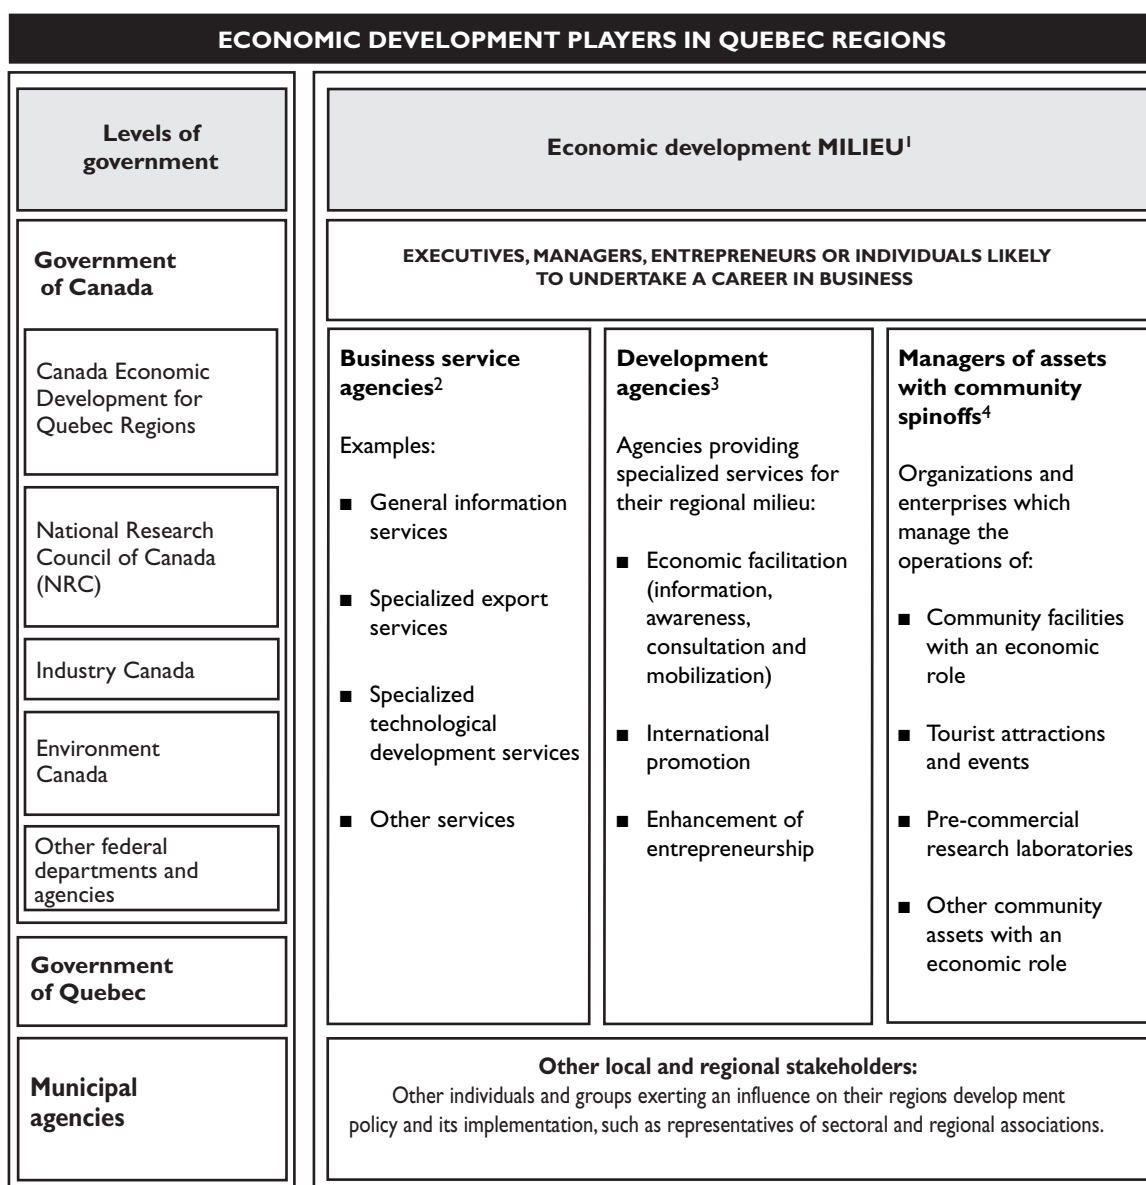 ECONOMIC DEVELOPMENT PLAYERS IN QUEBEC REGIONS
Levels of
government
Government
of Canada
Canada Economic
Development for
Quebec Regions
National Research
Council of Canada
(NRC)
Industry Canada
Environment
Canada
Other federal
departments and
agencies
Government
of Quebec
Municipal
agencies
Economic development MILIEU¹
EXECUTIVES, MANAGERS, ENTREPRENEURS OR INDIVIDUALS LIKELY
TO UNDERTAKE A CAREER IN BUSINESS
Business service
agencies²
Examples:
■ General information
services
■ Specialized export
services
■ Specialized
technological
development services
■ Other services
Development
agencies³
Agencies providing
specialized services for
their regional milieu:
■ Economic facilitation
(information,
awareness,
consultation and
mobilization)
■ International
promotion
■ Enhancement of
entrepreneurship
Managers of assets
with community
spinoffs⁴
Organizations and
enterprises which
manage the
operations of:
■ Community facilities
with an economic
role
■ Tourist attractions
and events
■ Pre-commercial
research laboratories
■ Other community
assets with an
economic role
Other local and regional stakeholders:
Other individuals and groups exerting an influence on their regions develop ment
policy and its implementation, such as representatives of sectoral and regional associations.